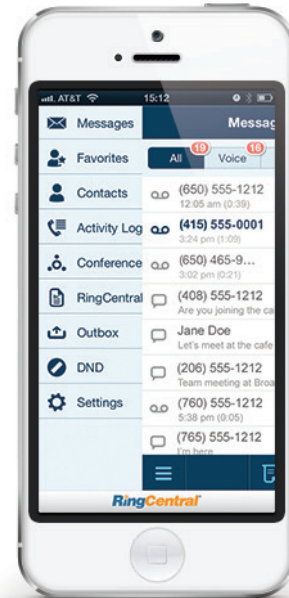 AT&T 15:12
Messages
Favorites
Contacts
Activity Log
Conference
RingCentral
Outbox
DND
Settings
Messag
All 19 Voice 16
(650) 555-1212
12:05 am (0:39)
(415) 555-0001
3:24 pm (1:09)
(650) 465-9...
3:02 pm (0:21)
(408) 555-1212
Are you joining the ca
Jane Doe
Let's meet at the cafe
(206) 555-1212
Team meeting at Broa
(760) 555-1212
5:38 pm (0:05)
(765) 555-1212
I'm here
RingCentral